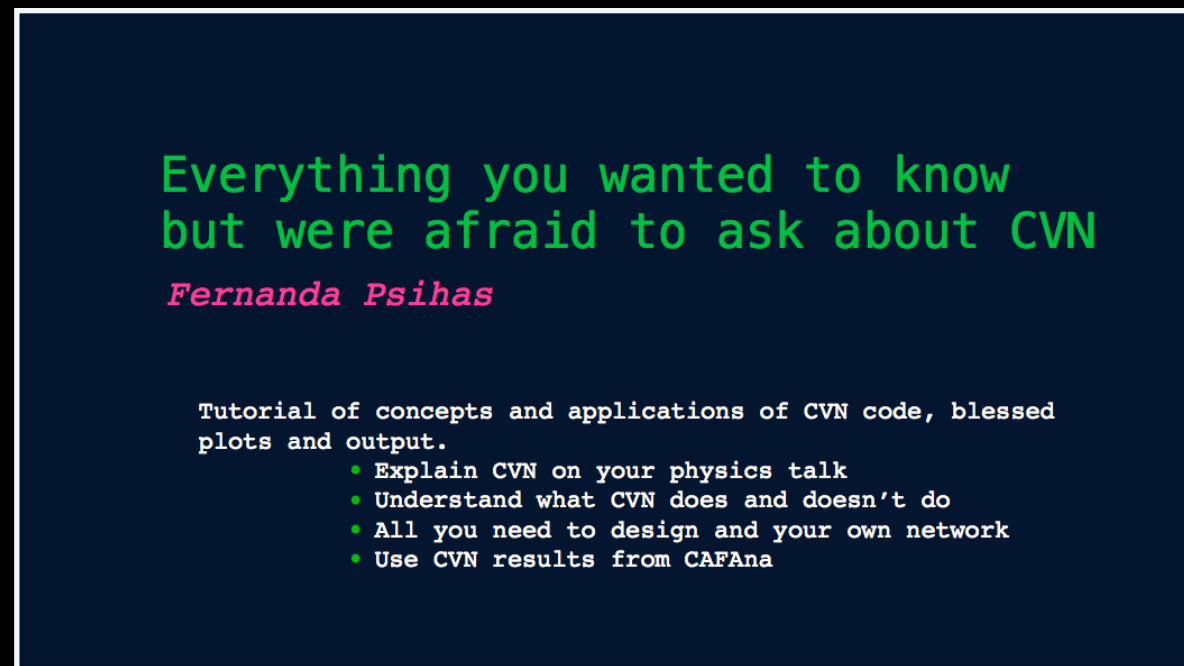 Everything you wanted to know
but were afraid to ask about CVN
Fernanda Psihas
Tutorial of concepts and applications of CVN code, blessed
plots and output.
• Explain CVN on your physics talk
• Understand what CVN does and doesn’t do
• All you need to design and your own network
• Use CVN results from CAFAna